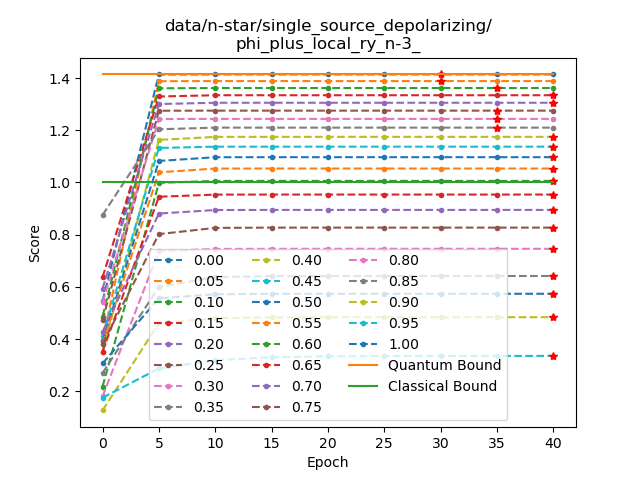 data/n-star/single_source_depolarizing/
phi_plus_local_ry_n-3_
Score
1.4
1.2
1.0
0.8
0.6
0.4
0.2
0.00 0.40 0.80
0.05 0.45 0.85
0.10 0.50 0.90
0.15 0.55 0.95
0.20 0.60 1.00
0.25 0.65 Quantum Bound
0.30 0.70 Classical Bound
0.35 0.75
0 5 10 15 20 25 30 35 40
Epoch